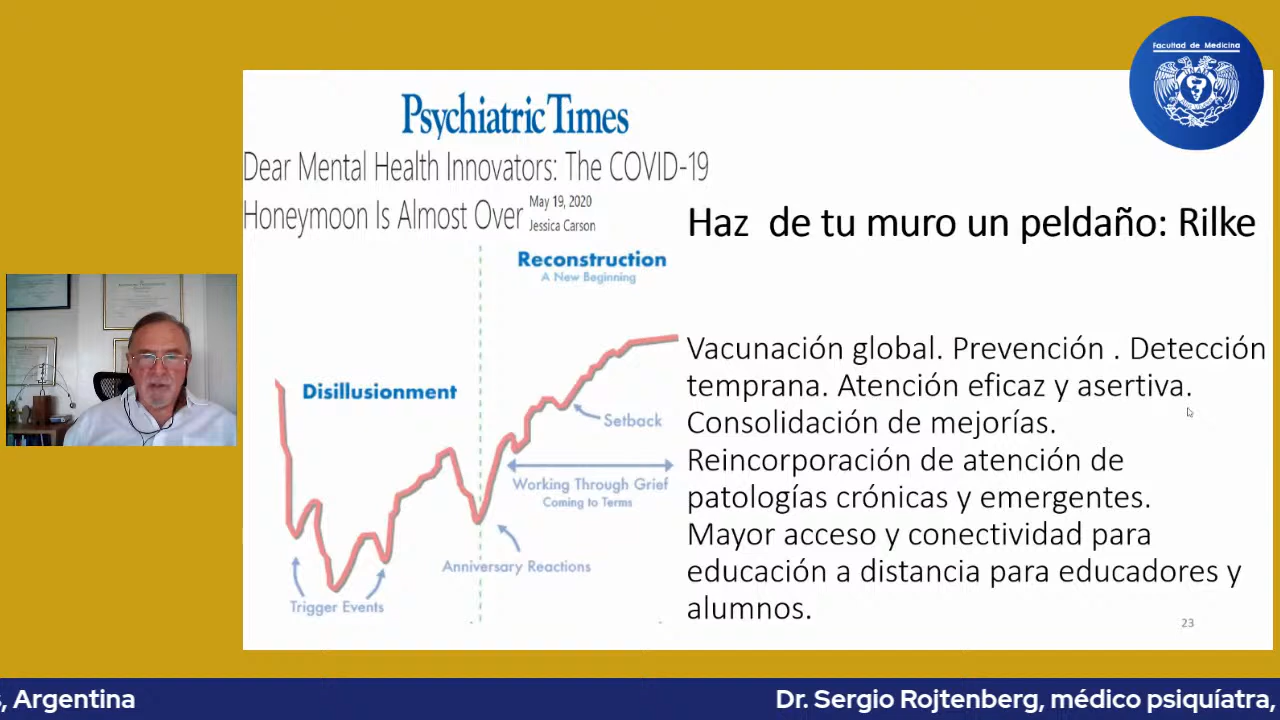 Facultad de Medicina
Psychiatric Times
Dear Mental Health Innovators: The COVID-19
Honeymoon Is Almost Over
May 19, 2020
Jessica Carson
Haz de tu muro un peldaño: Rilke
Reconstruction
A New Beginning
Disillusionment
Setback
Working Through Grief
Coming to Terms
Anniversary Reactions
Trigger Events
Vacunación global. Prevención . Detección
temprana. Atención eficaz y asertiva.
Consolidación de mejorías.
Reincorporación de atención de
patologías crónicas y emergentes.
Mayor acceso y conectividad para
educación a distancia para educadores y
alumnos.
23
s, Argentina
Dr. Sergio Rojtenberg, médico psiquíatra,